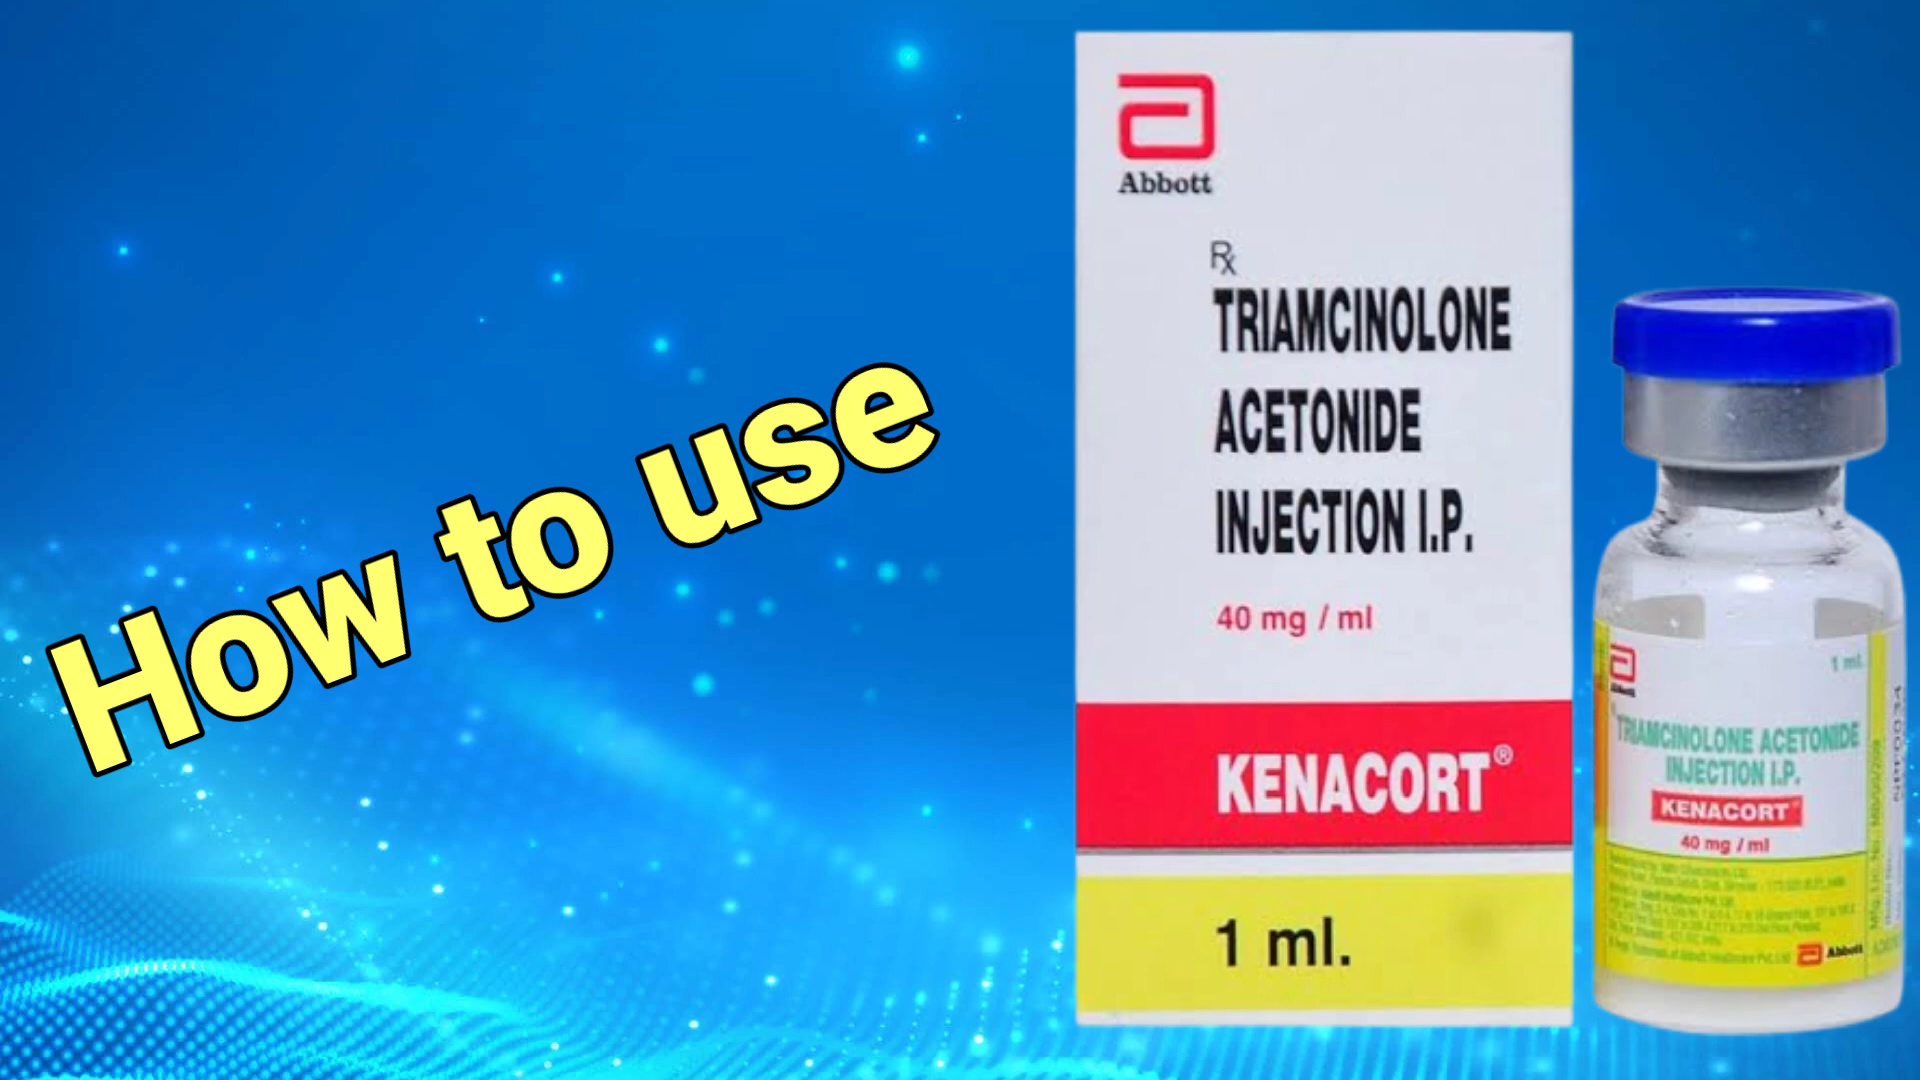 How to use
Abbott
Rx
TRIAMCINOLONE
ACETONIDE
INJECTION I.P.
40 mg / ml
KENACORT®
1 ml.
1 ml.
TRIAMCINOLONE ACETONIDE
INJECTION I.P.
KENACORT
40 mg / ml
Abbott